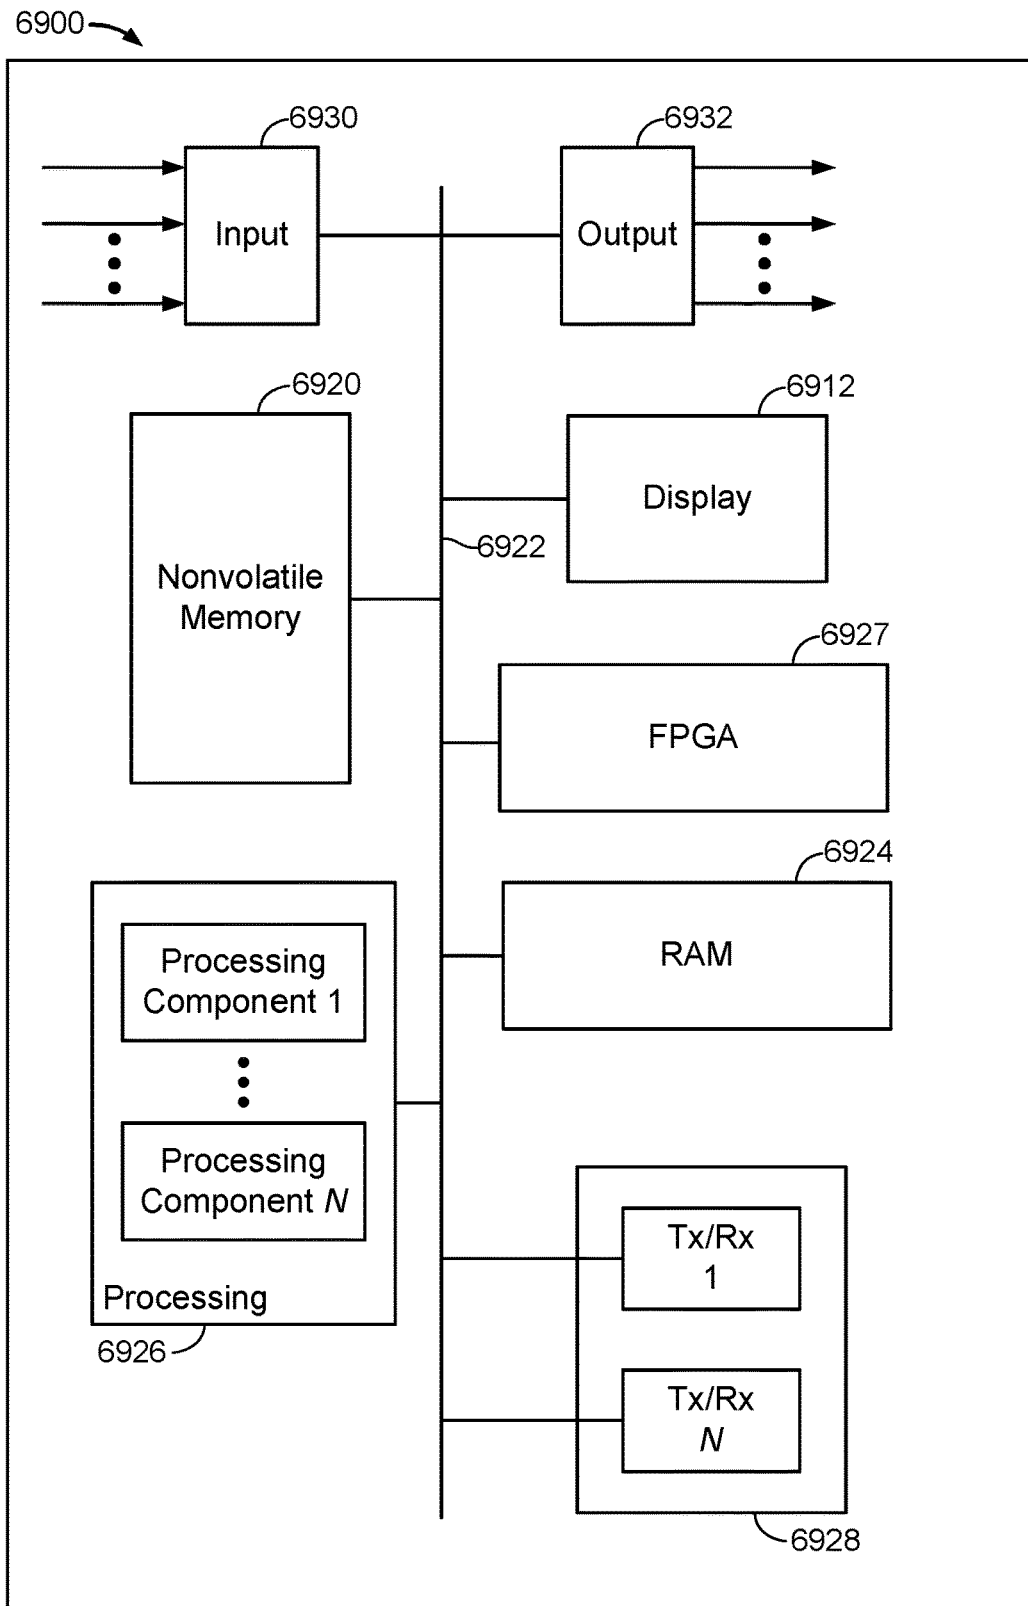 6900
6930
6932
Input
Output
6920
6912
Display
6922
Nonvolatile
Memory
6927
FPGA
6924
RAM
Processing
Component 1
Processing
Component N
Tx/Rx
1
Processing
6926
Tx/Rx
N
6928